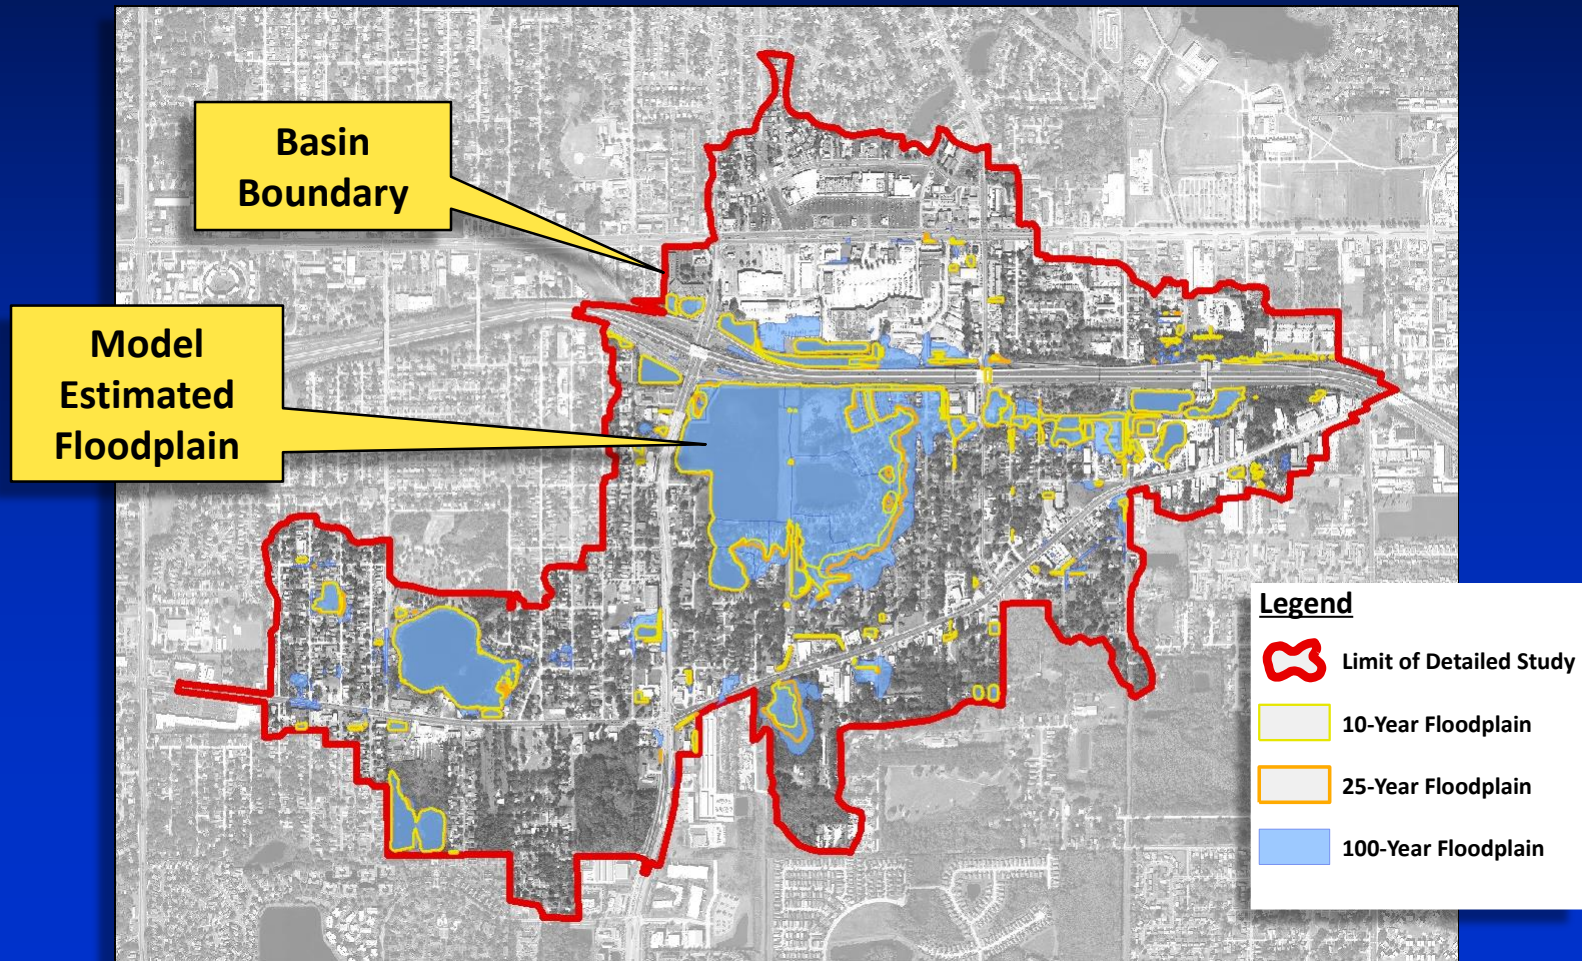 Basin
Boundary
Model
Estimated
Floodplain
Legend
Limit of Detailed Study
10-Year Floodplain
25-Year Floodplain
100-Year Floodplain